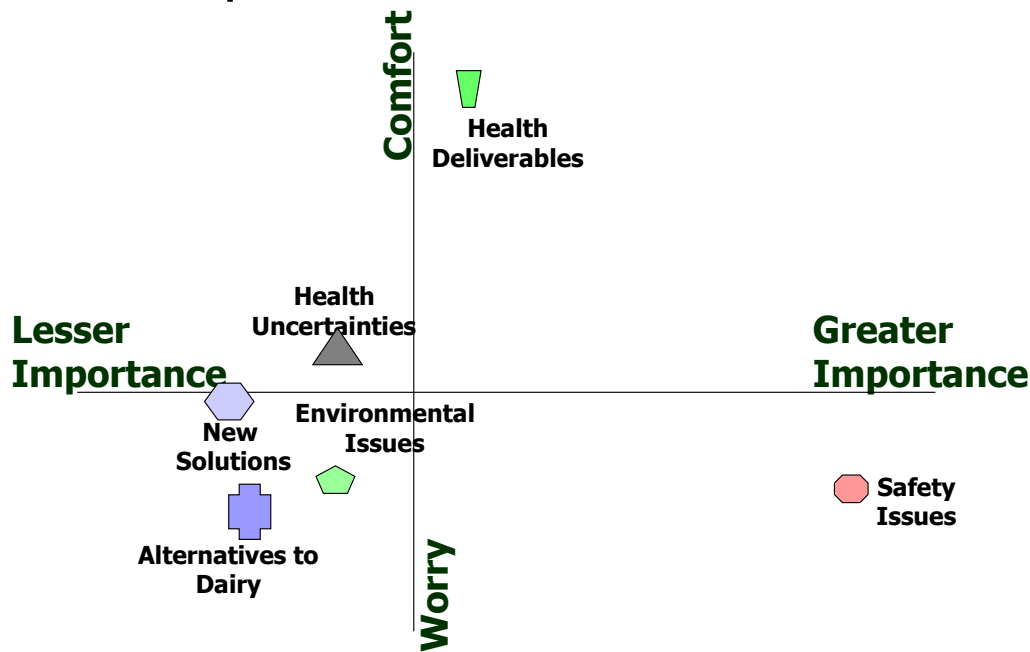 Comfort
Health
Deliverables
Health
Uncertainties
Lesser
Importance
Greater
Importance
Environmental
Issues
New
Solutions
Safety
Issues
Alternatives to
Dairy
Worry